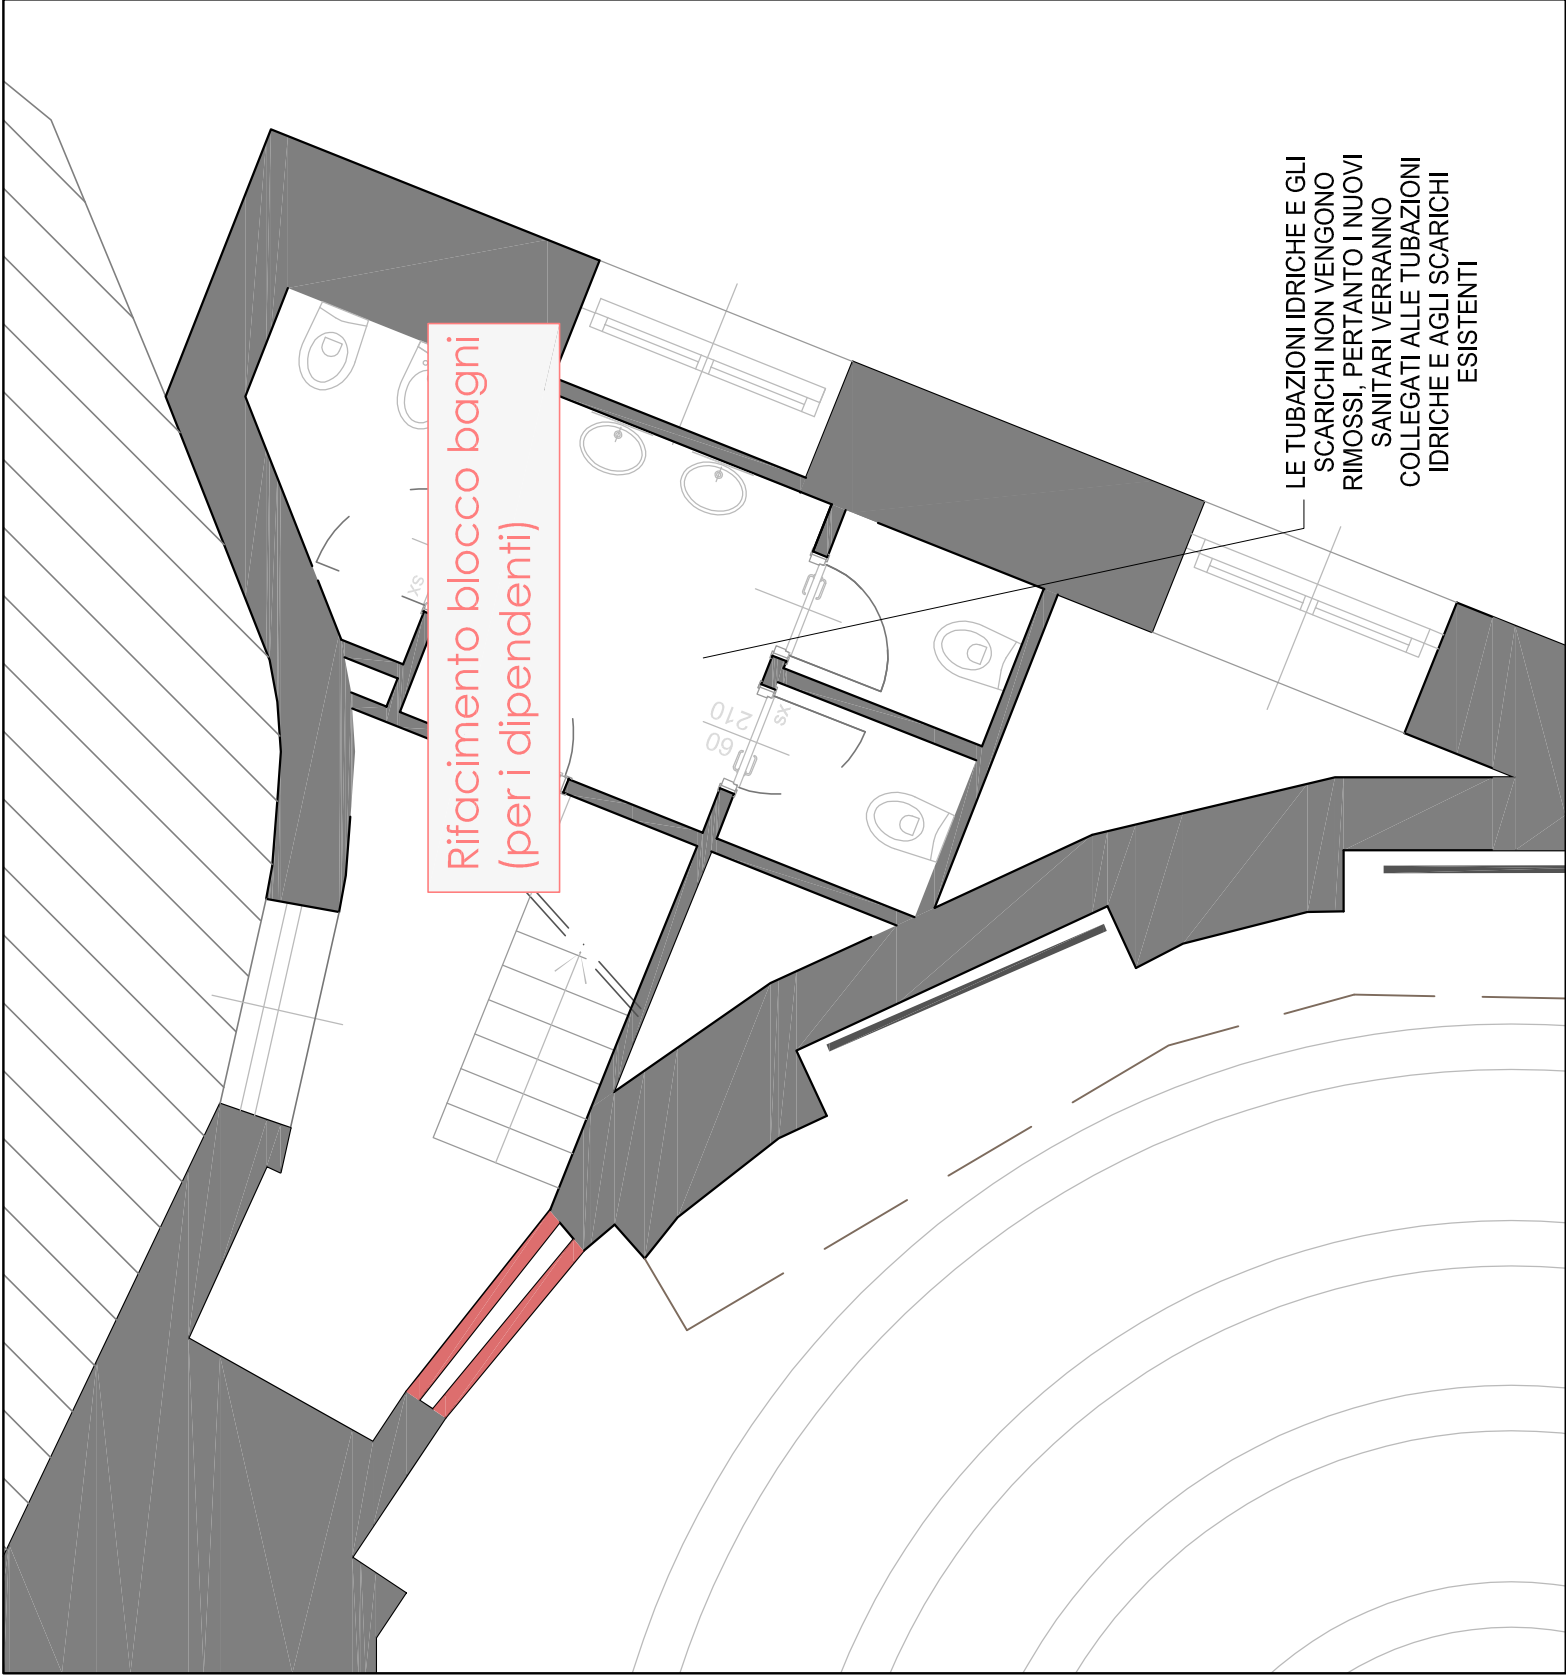 Rifacimento blocco bagni
(per i dipendenti)
LE TUBAZIONI IDRICHE E GLI
SCARICHI NON VENGONO
RIMOSSI, PERTANTO I NUOVI
SANITARI VERRANNO
COLLEGATI ALLE TUBAZIONI
IDRICHE E AGLI SCARICHI
ESISTENTI
sx
60
210
sx